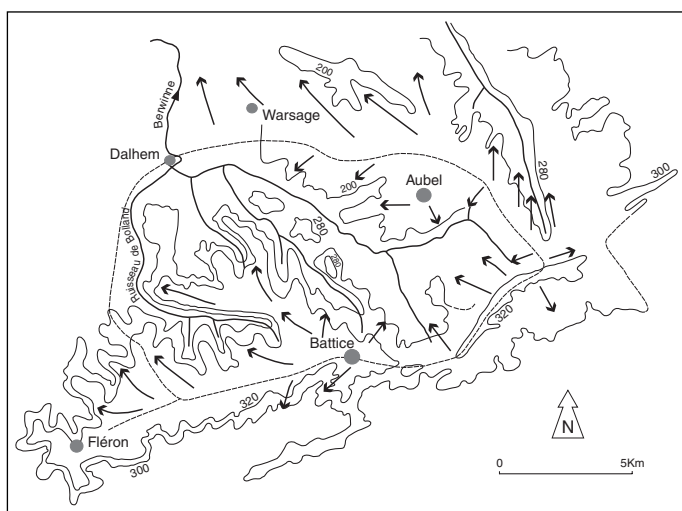 200
Berwinne
Warsage
Dalhem
280
300
200
Aubel
Ruisseau de Bolland
280
280
320
Battice
320
Fléron
300
N
0 5Km